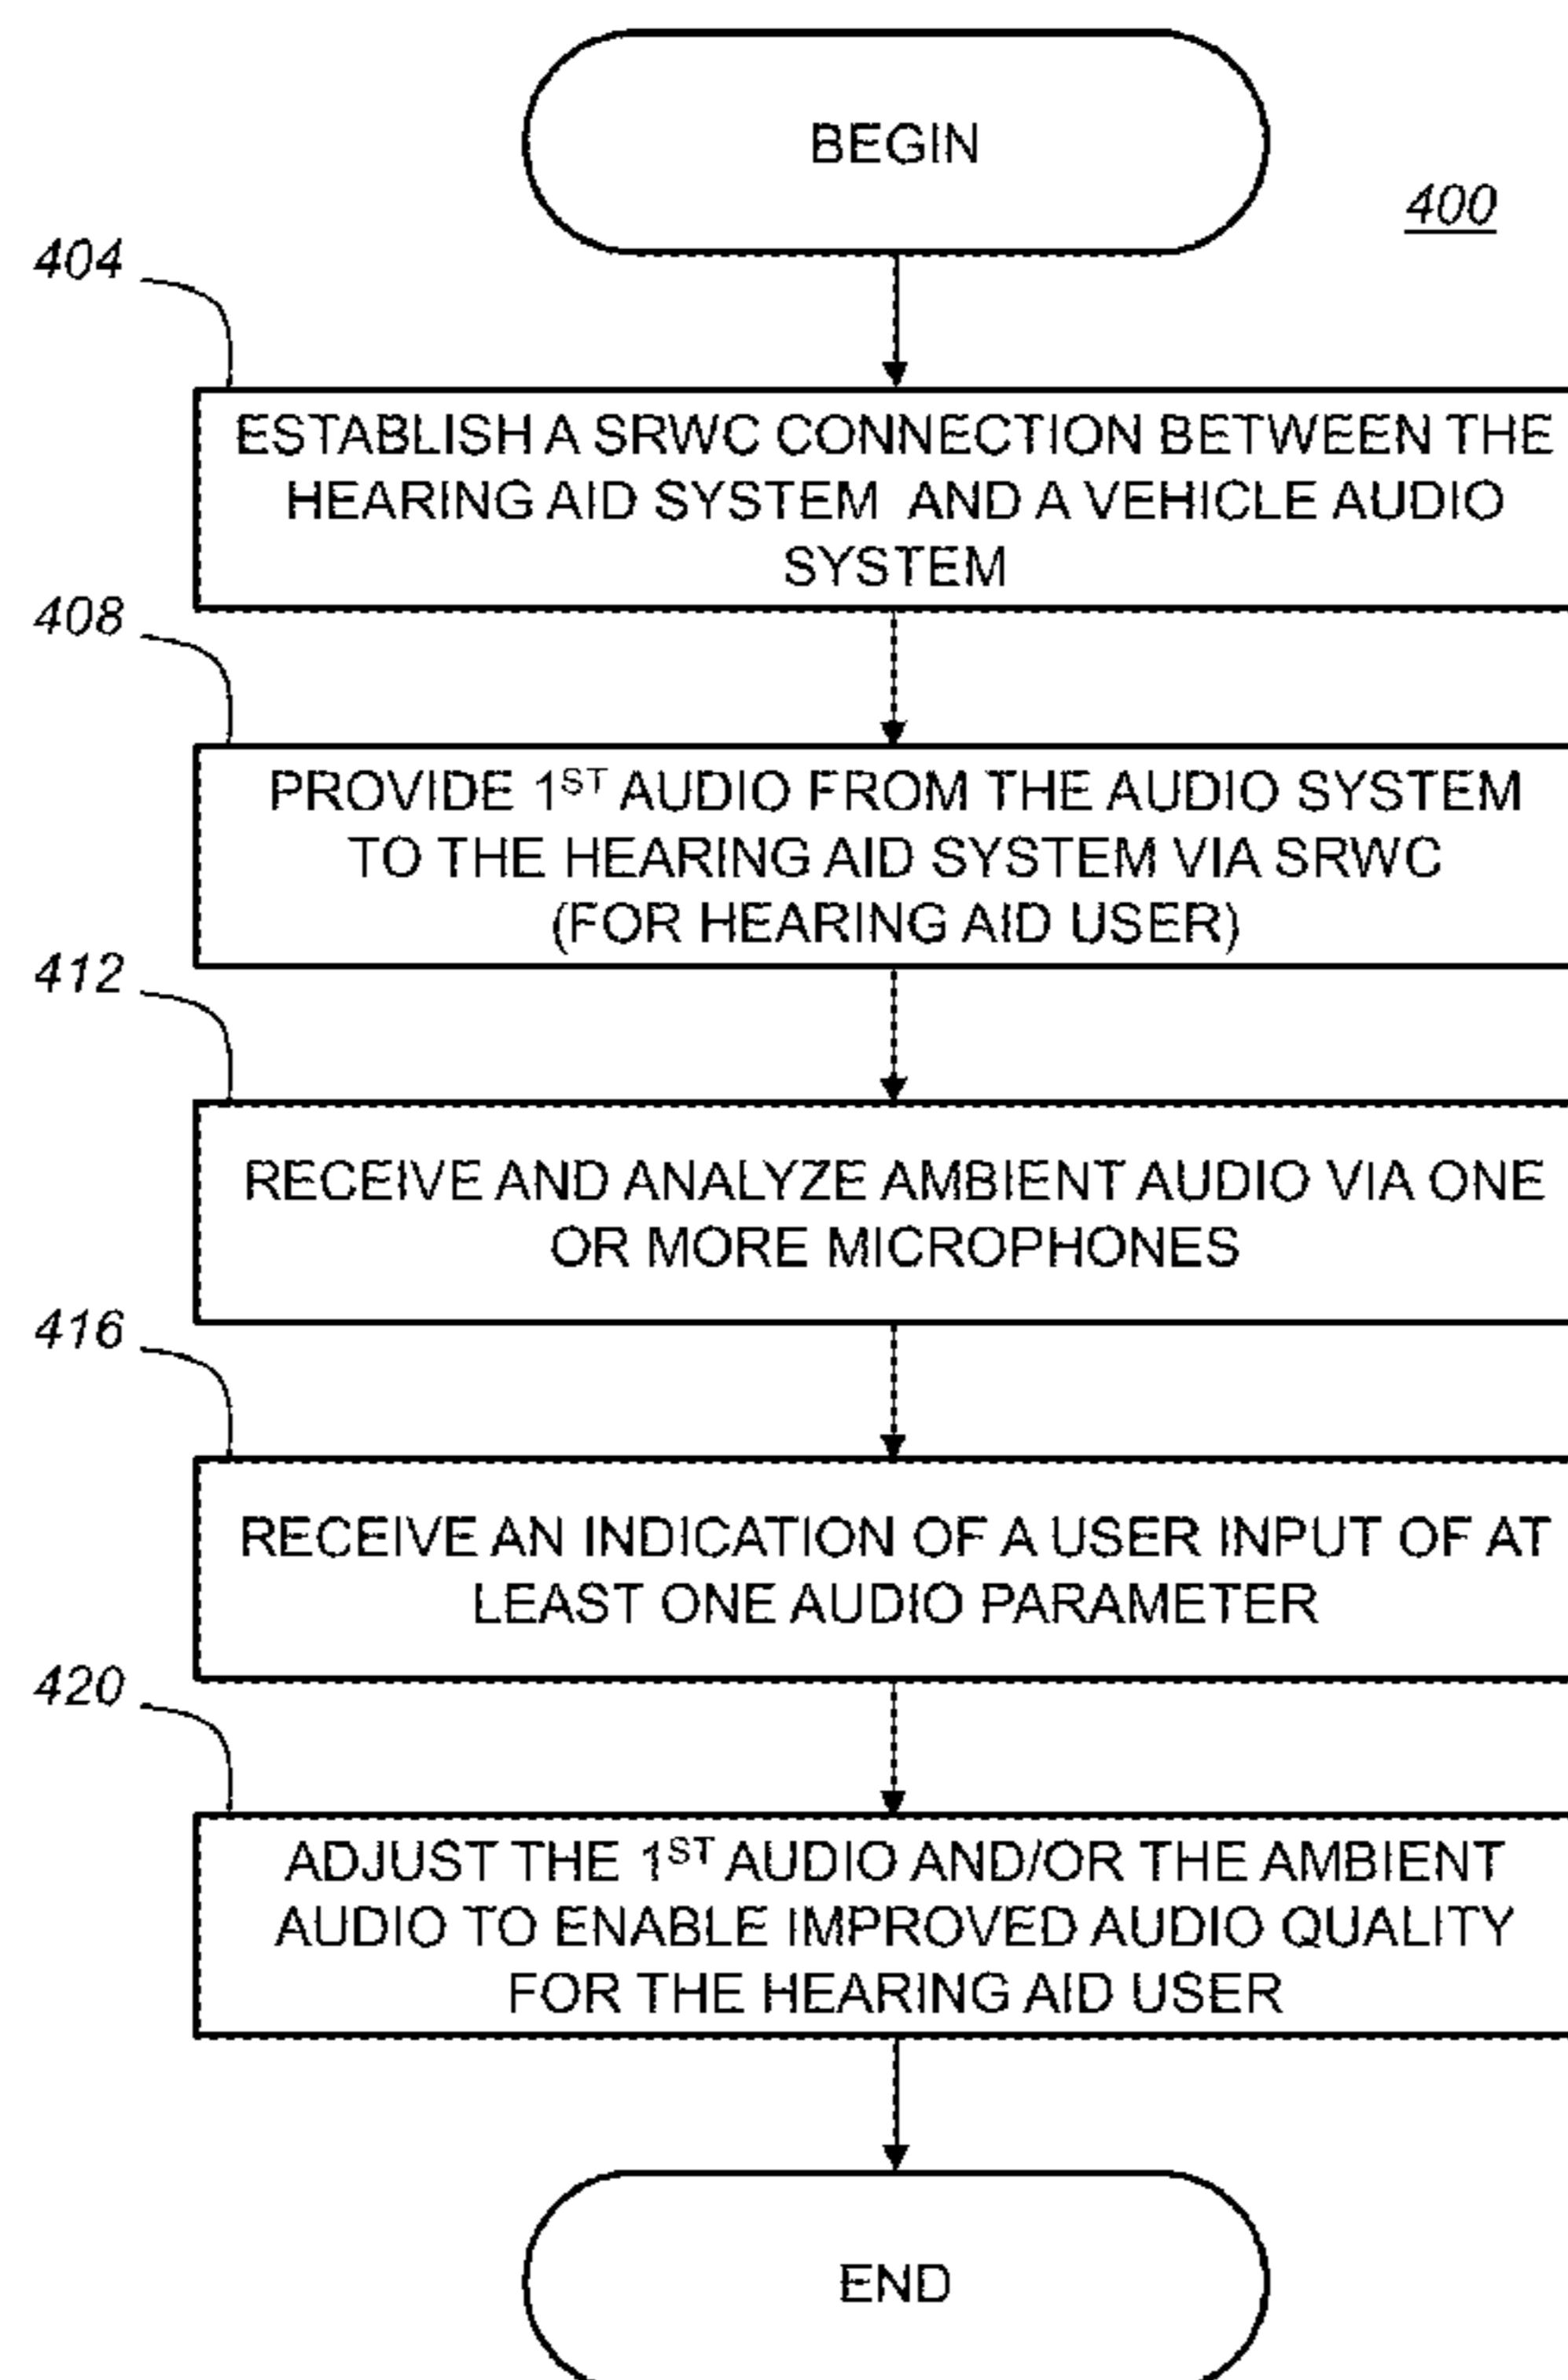 BEGIN
400
404
ESTABLISH A SRWC CONNECTION BETWEEN THE
HEARING AID SYSTEM AND A VEHICLE AUDIO
SYSTEM
408
PROVIDE 1ST AUDIO FROM THE AUDIO SYSTEM
TO THE HEARING AID SYSTEM VIA SRWC
(FOR HEARING AID USER)
412
RECEIVE AND ANALYZE AMBIENT AUDIO VIA ONE
OR MORE MICROPHONES
416
RECEIVE AN INDICATION OF A USER INPUT OF AT
LEAST ONE AUDIO PARAMETER
420
ADJUST THE 1ST AUDIO AND/OR THE AMBIENT
AUDIO TO ENABLE IMPROVED AUDIO QUALITY
FOR THE HEARING AID USER
END